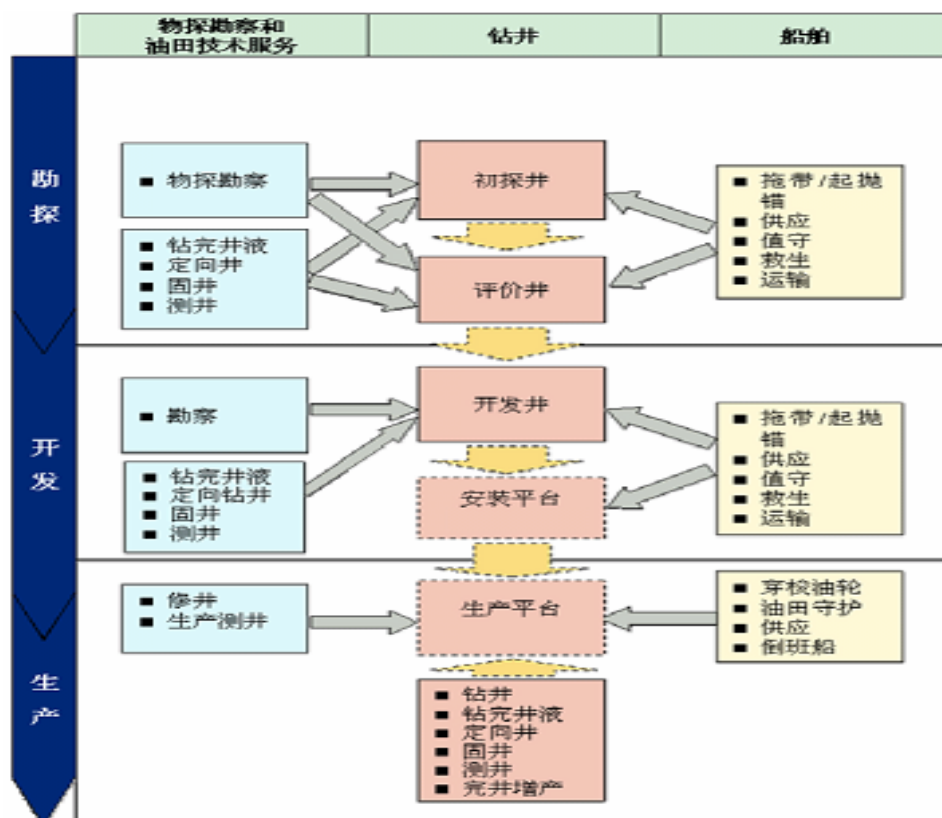 物探勘察和
油田技术服务
钻井
船舶
勘探
■ 物探勘察
■ 钻完井液
■ 定向井
■ 固井
■ 测井
初探井
评价井
■ 拖带/起抛
锚
■ 供应
■ 值守
■ 救生
■ 运输
开发
■ 勘察
■ 钻完井液
■ 定向钻井
■ 固井
■ 测井
开发井
安装平台
■ 拖带/起抛
锚
■ 供应
■ 值守
■ 救生
■ 运输
生产
■ 修井
■ 生产测井
生产平台
■ 穿梭油轮
■ 油田守护
■ 供应
■ 倒班船
■ 钻井
■ 钻完井液
■ 定向井
■ 固井
■ 测井
■ 完井增产